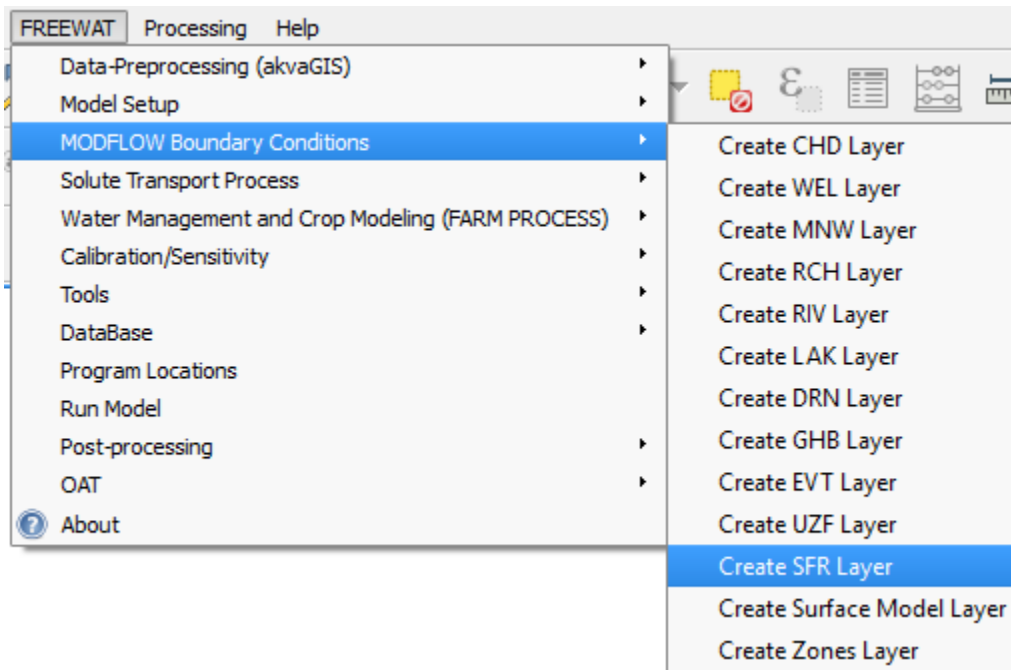 FREEWAT Processing Help
Data-Preprocessing (akvaGIS)
Model Setup
MODFLOW Boundary Conditions
Solute Transport Process
Water Management and Crop Modeling (FARM PROCESS)
Calibration/Sensitivity
Tools
DataBase
Program Locations
Run Model
Post-processing
OAT
About
Create CHD Layer
Create WEL Layer
Create MNW Layer
Create RCH Layer
Create RIV Layer
Create LAK Layer
Create DRN Layer
Create GHB Layer
Create EVT Layer
Create UZF Layer
Create SFR Layer
Create Surface Model Layer
Create Zones Layer